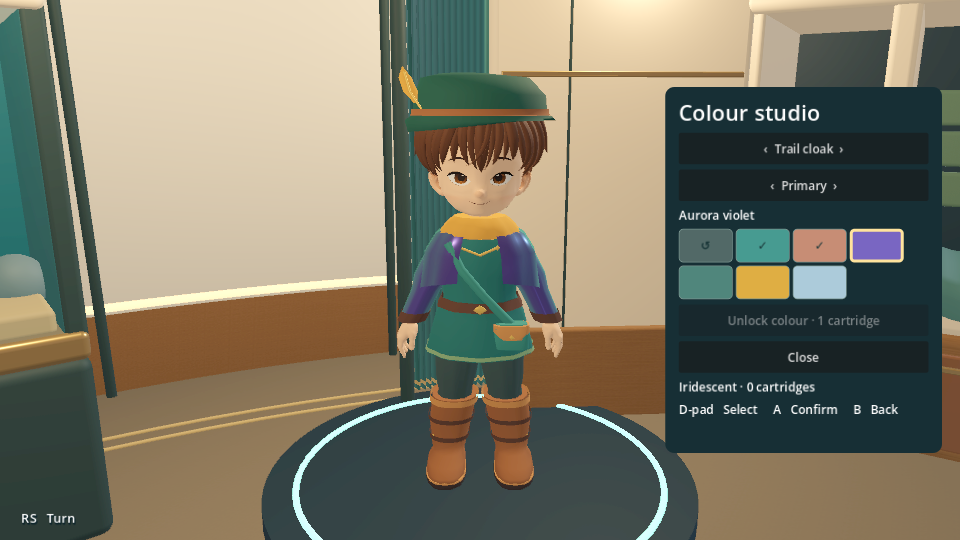 Colour studio
‹ Trail cloak ›
‹ Primary ›
Aurora violet
Unlock colour · 1 cartridge
Close
Iridescent · 0 cartridges
D-pad Select A Confirm B Back
RS Turn